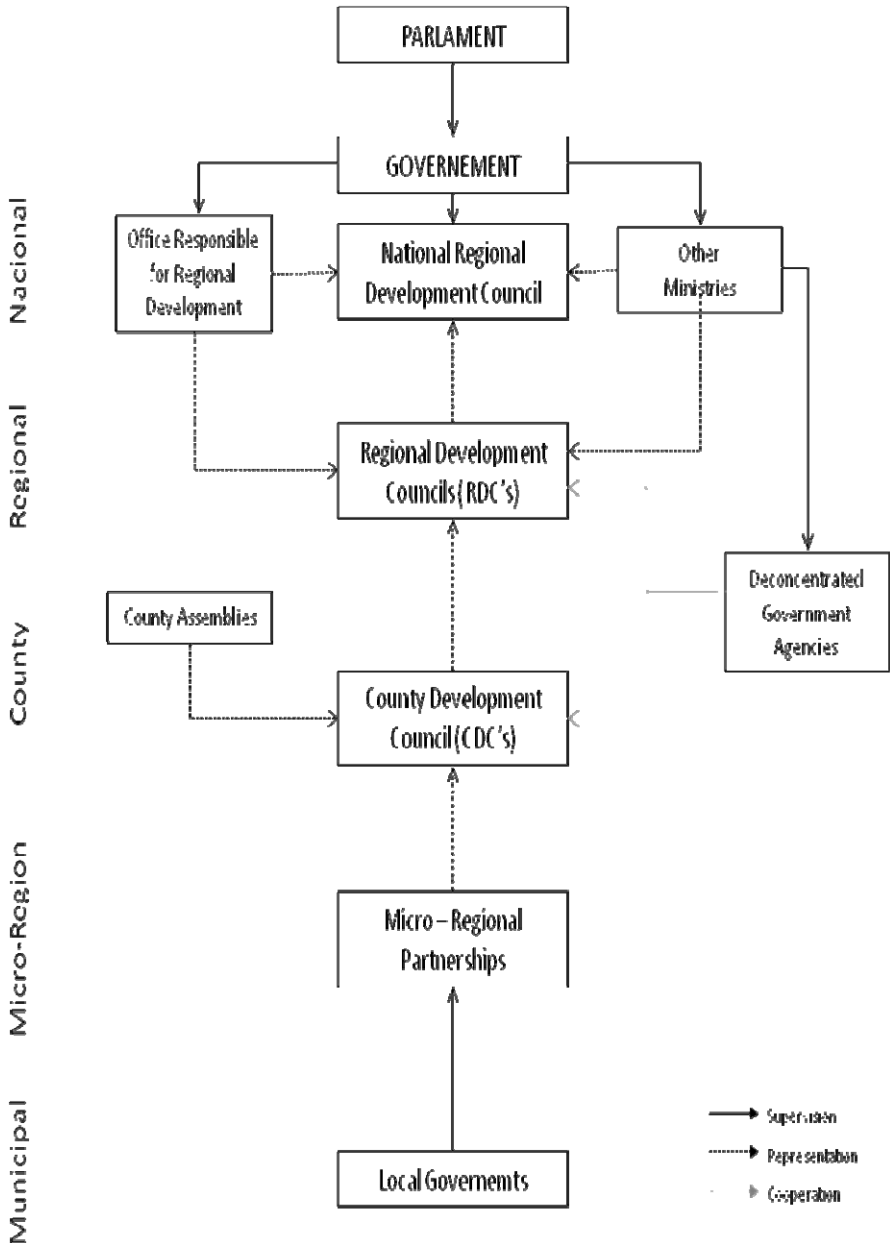 PARLAMENT
GOVERNEMENT
Nacional
Office Responsible
for Regional
Development
National Regional
Development Council
Other
Ministries
Regional
Regional Development
Councils (RDC's)
Deconcentrated
Government
Agencies
County
County Assemblies
County Development
Council (CDC's)
Micro-Region
Micro – Regional
Partnerships
Municipal
Local Governemts
Supervision
Representation
Cooperation